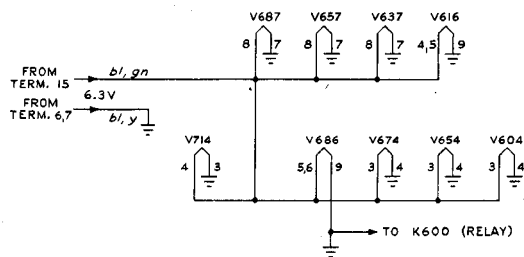 V687 V657 V637 V616
8 7 8 7 8 7 4,5 9
FROM TERM. 15 bl, gn
6.3V
FROM TERM. 6,7 bl, y
V714 V686 V674 V654 V604
4 3 5,6 9 3 4 3 4 3 4
TO K600 (RELAY)